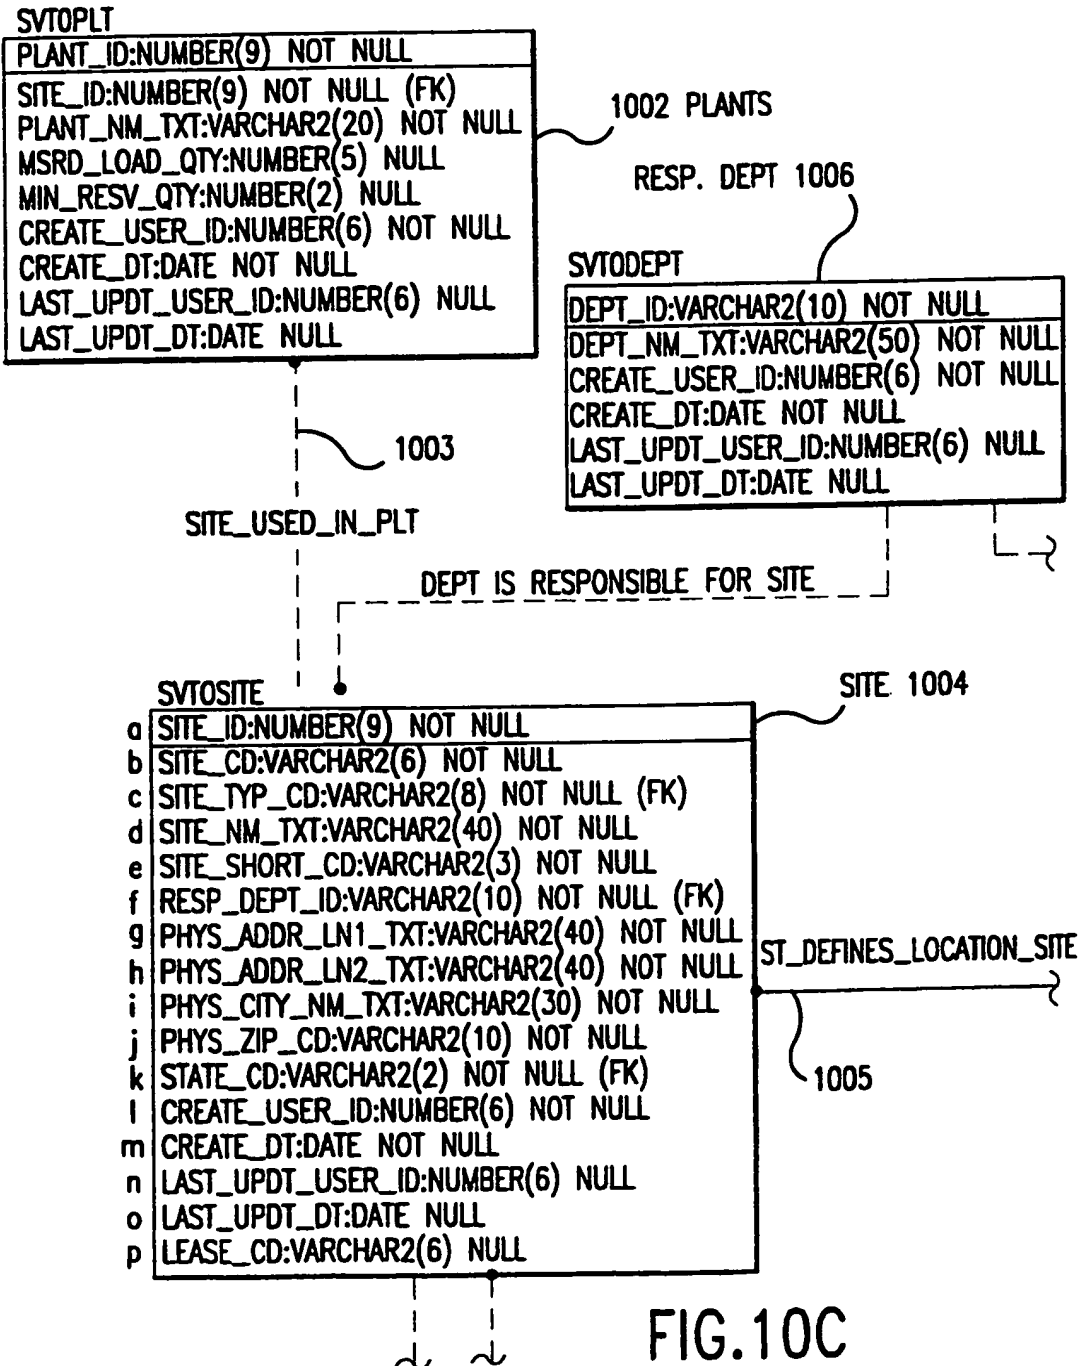 SVTOPLT
PLANT_ID:NUMBER(9) NOT NULL
SITE_ID:NUMBER(9) NOT NULL (FK)
PLANT_NM_TXT:VARCHAR2(20) NOT NULL
MSRD_LOAD_QTY:NUMBER(5) NULL
MIN_RESV_QTY:NUMBER(2) NULL
CREATE_USER_ID:NUMBER(6) NOT NULL
CREATE_DT:DATE NOT NULL
LAST_UPDT_USER_ID:NUMBER(6) NULL
LAST_UPDT_DT:DATE NULL
1002 PLANTS
RESP. DEPT 1006
SVTODEPT
DEPT_ID:VARCHAR2(10) NOT NULL
DEPT_NM_TXT:VARCHAR2(50) NOT NULL
CREATE_USER_ID:NUMBER(6) NOT NULL
CREATE_DT:DATE NOT NULL
LAST_UPDT_USER_ID:NUMBER(6) NULL
LAST_UPDT_DT:DATE NULL
1003
SITE_USED_IN_PLT
DEPT IS RESPONSIBLE FOR SITE
SVTOSITE
SITE 1004
a SITE_ID:NUMBER(9) NOT NULL
b SITE_CD:VARCHAR2(6) NOT NULL
c SITE_TYP_CD:VARCHAR2(8) NOT NULL (FK)
d SITE_NM_TXT:VARCHAR2(40) NOT NULL
e SITE_SHORT_CD:VARCHAR2(3) NOT NULL
f RESP_DEPT_ID:VARCHAR2(10) NOT NULL (FK)
g PHYS_ADDR_LN1_TXT:VARCHAR2(40) NOT NULL
h PHYS_ADDR_LN2_TXT:VARCHAR2(40) NOT NULL
i PHYS_CITY_NM_TXT:VARCHAR2(30) NOT NULL
j PHYS_ZIP_CD:VARCHAR2(10) NOT NULL
k STATE_CD:VARCHAR2(2) NOT NULL (FK)
l CREATE_USER_ID:NUMBER(6) NOT NULL
m CREATE_DT:DATE NOT NULL
n LAST_UPDT_USER_ID:NUMBER(6) NULL
o LAST_UPDT_DT:DATE NULL
p LEASE_CD:VARCHAR2(6) NULL
ST_DEFINES_LOCATION_SITE
1005
FIG.10C